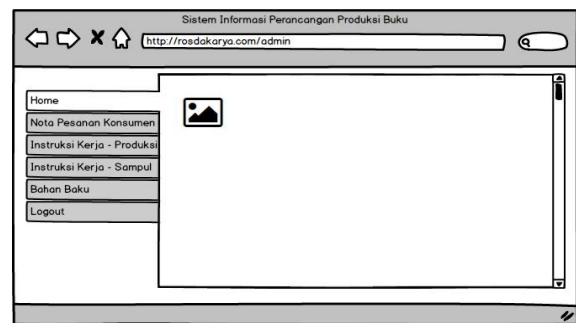 Sistem Informasi Perancangan Produksi Buku
http://rosdakarya.com/admin
Home
Nota Pesanan Konsumen
Instruksi Kerja - Produksi
Instruksi Kerja - Sampul
Bahan Baku
Logout